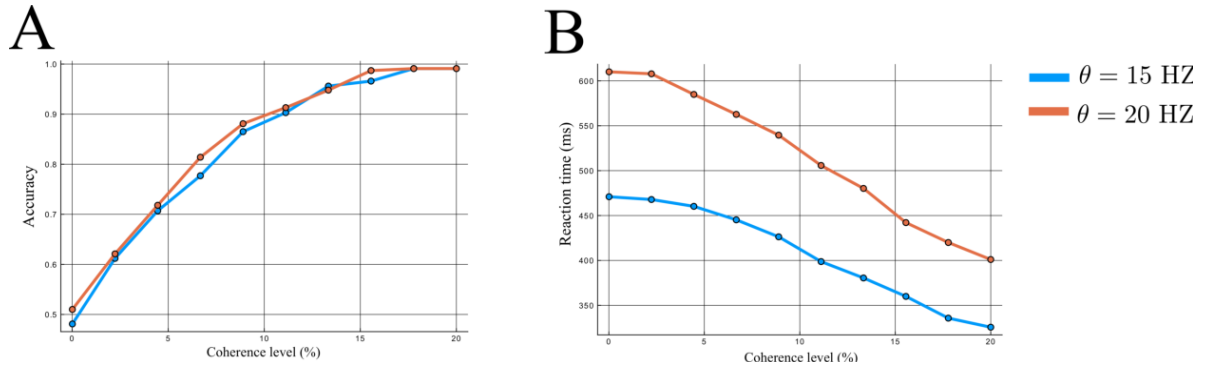 A
1.0
0.9
0.8
0.7
0.6
0.5
Accuracy
0
5
10
15
20
Coherence level (%)
B
600
550
500
450
400
350
Reaction time (ms)
0
5
10
15
20
Coherence level (%)
θ = 15 HZ
θ = 20 HZ